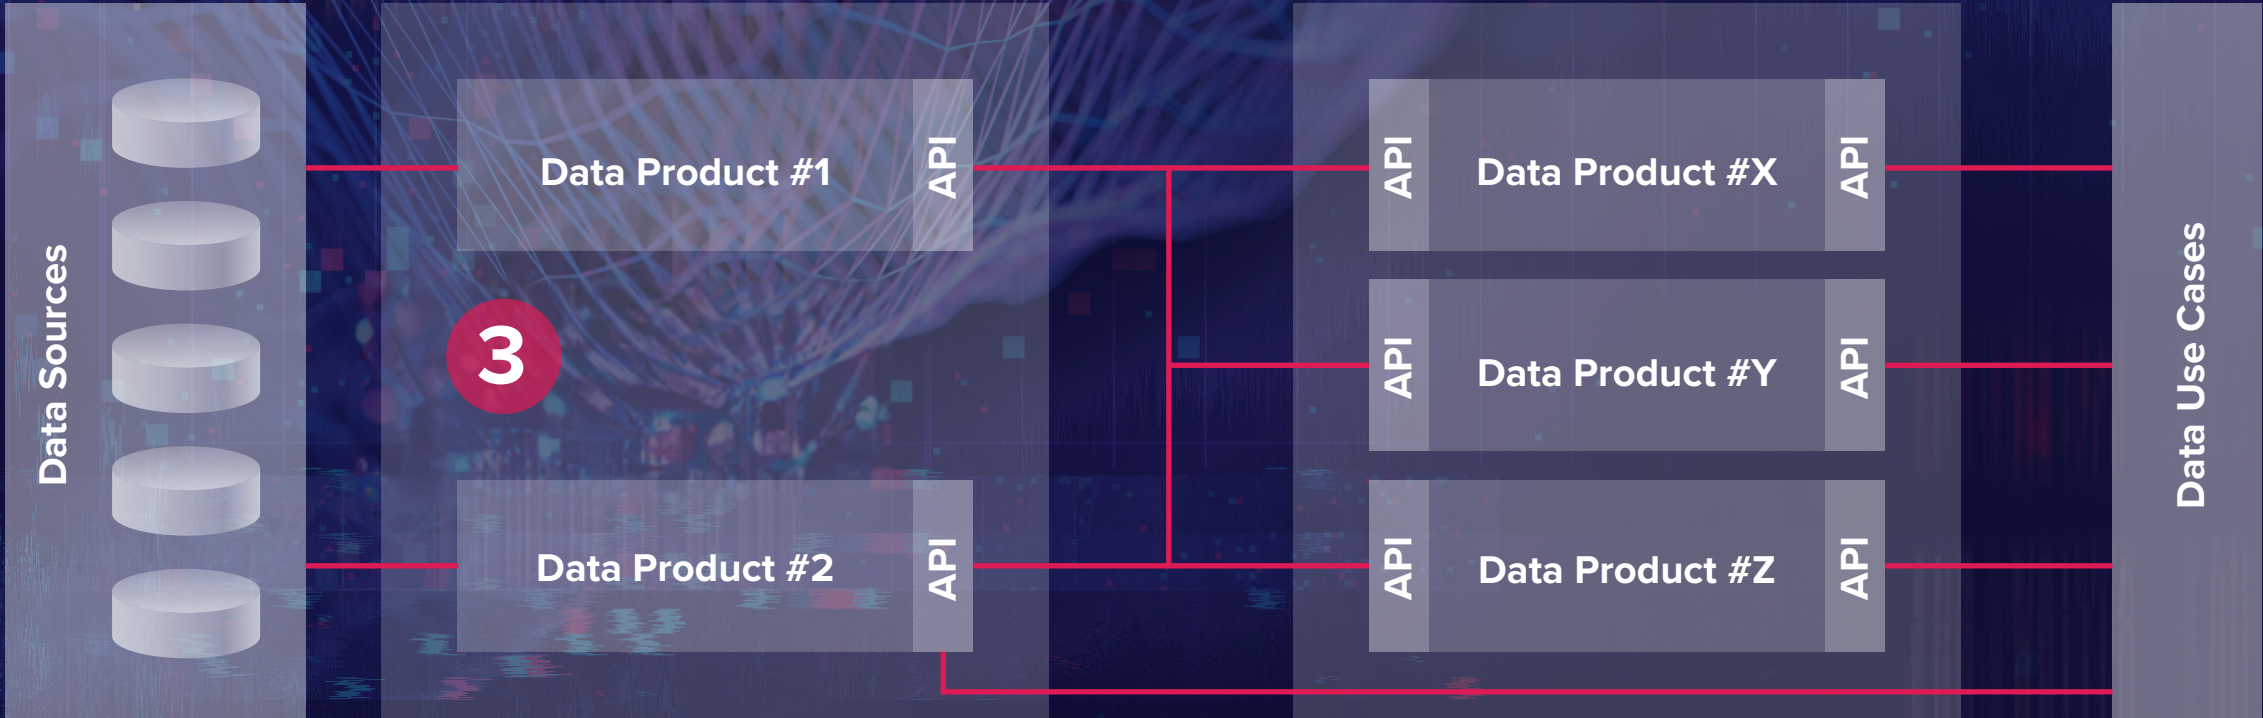 Data Sources
Data Product #1
API
3
Data Product #2
API
API
Data Product #X
API
API
Data Product #Y
API
API
Data Product #Z
API
Data Use Cases